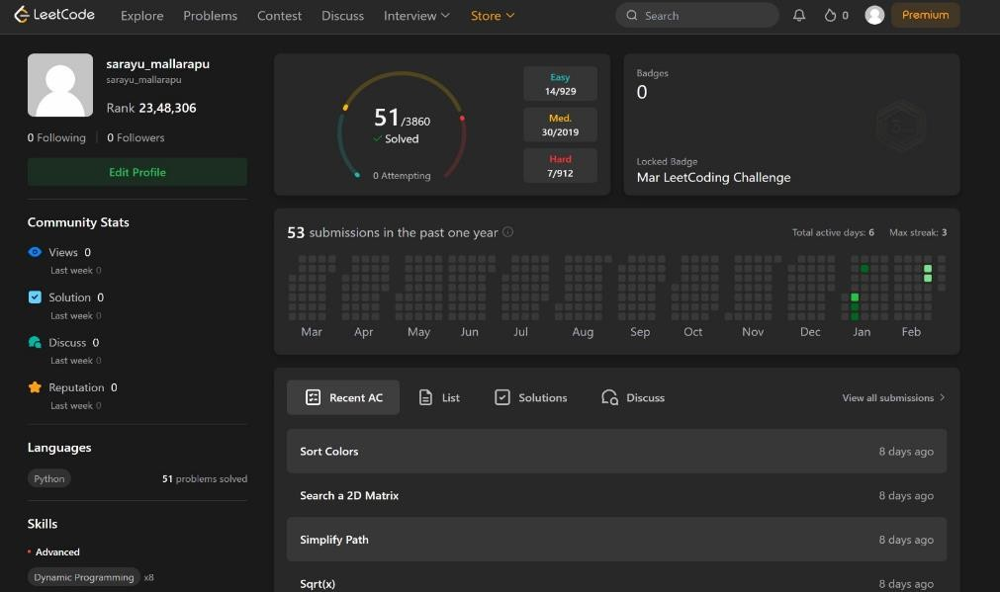 LeetCode Explore Problems Contest Discuss Interview Store Search 0 Premium
sarayu_mallarapu
sarayu_mallarapu
Rank 23,48,306
0 Following 0 Followers
Edit Profile
Community Stats
Views 0
Last week 0
Solution 0
Last week 0
Discuss 0
Last week 0
Reputation 0
Last week 0
Languages
Python 51 problems solved
Skills
Advanced
Dynamic Programming x8
51/3860
Solved
0 Attempting
Easy
14/929
Med.
30/2019
Hard
7/912
Badges
0
Locked Badge
Mar LeetCoding Challenge
53 submissions in the past one year Total active days: 6 Max streak: 3
Mar Apr May Jun Jul Aug Sep Oct Nov Dec Jan Feb
Recent AC List Solutions Discuss View all submissions
Sort Colors 8 days ago
Search a 2D Matrix 8 days ago
Simplify Path 8 days ago
Sqrt(x) 8 days ago